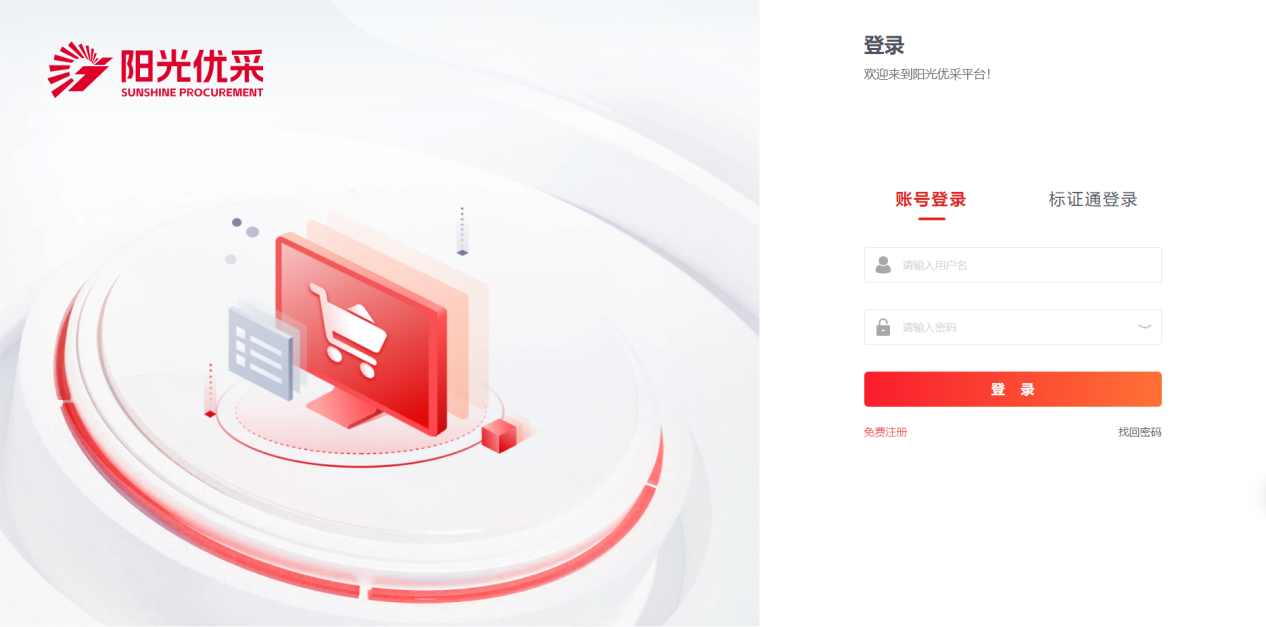 阳光优采
SUNSHINE PROCUREMENT
登录
欢迎来到阳光优采平台！
账号登录
标证通登录
请输入用户名
请输入密码
登 录
免费注册
找回密码